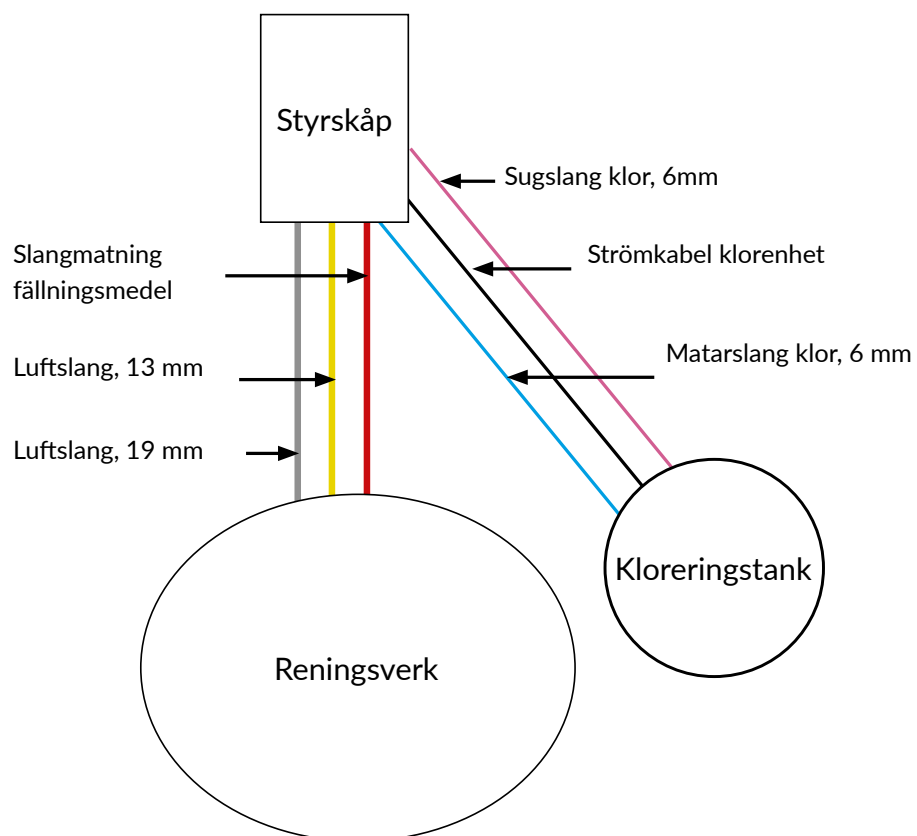 Styrskåp
Sugslang klor, 6mm
Strömkabel klorenhet
Slangmatning
fällningsmedel
Matarslang klor, 6 mm
Luftslang, 13 mm
Luftslang, 19 mm
Kloreringstank
Reningsverk